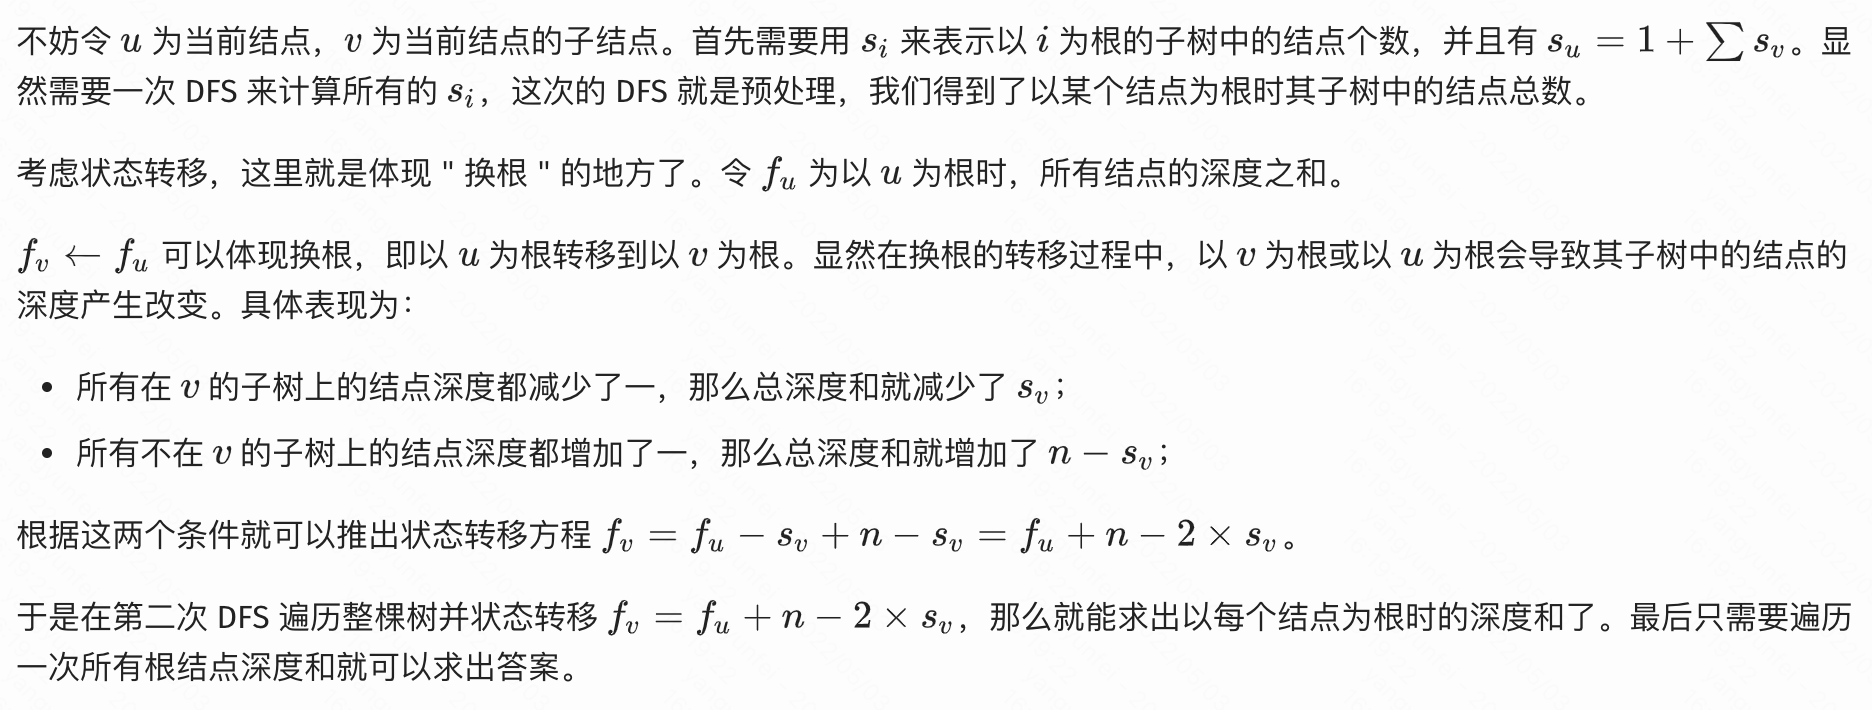 不妨令 u 为当前结点，v 为当前结点的子结点。首先需要用 s_i 来表示以 i 为根的子树中的结点个数，并且有 s_u = 1 + ∑ s_v。显
然需要一次 DFS 来计算所有的 s_i，这次的 DFS 就是预处理，我们得到了以某个结点为根时其子树中的结点总数。
考虑状态转移，这里就是体现 " 换根 " 的地方了。令 f_u 为以 u 为根时，所有结点的深度之和。
f_v ← f_u 可以体现换根，即以 u 为根转移到以 v 为根。显然在换根的转移过程中，以 v 为根或以 u 为根会导致其子树中的结点的
深度产生改变。具体表现为：
• 所有在 v 的子树上的结点深度都减少了一，那么总深度和就减少了 s_v；
• 所有不在 v 的子树上的结点深度都增加了一，那么总深度和就增加了 n − s_v；
根据这两个条件就可以推出状态转移方程 f_v = f_u − s_v + n − s_v = f_u + n − 2 × s_v。
于是在第二次 DFS 遍历整棵树并状态转移 f_v = f_u + n − 2 × s_v，那么就能求出以每个结点为根时的深度和了。最后只需要遍历
一次所有根结点深度和就可以求出答案。